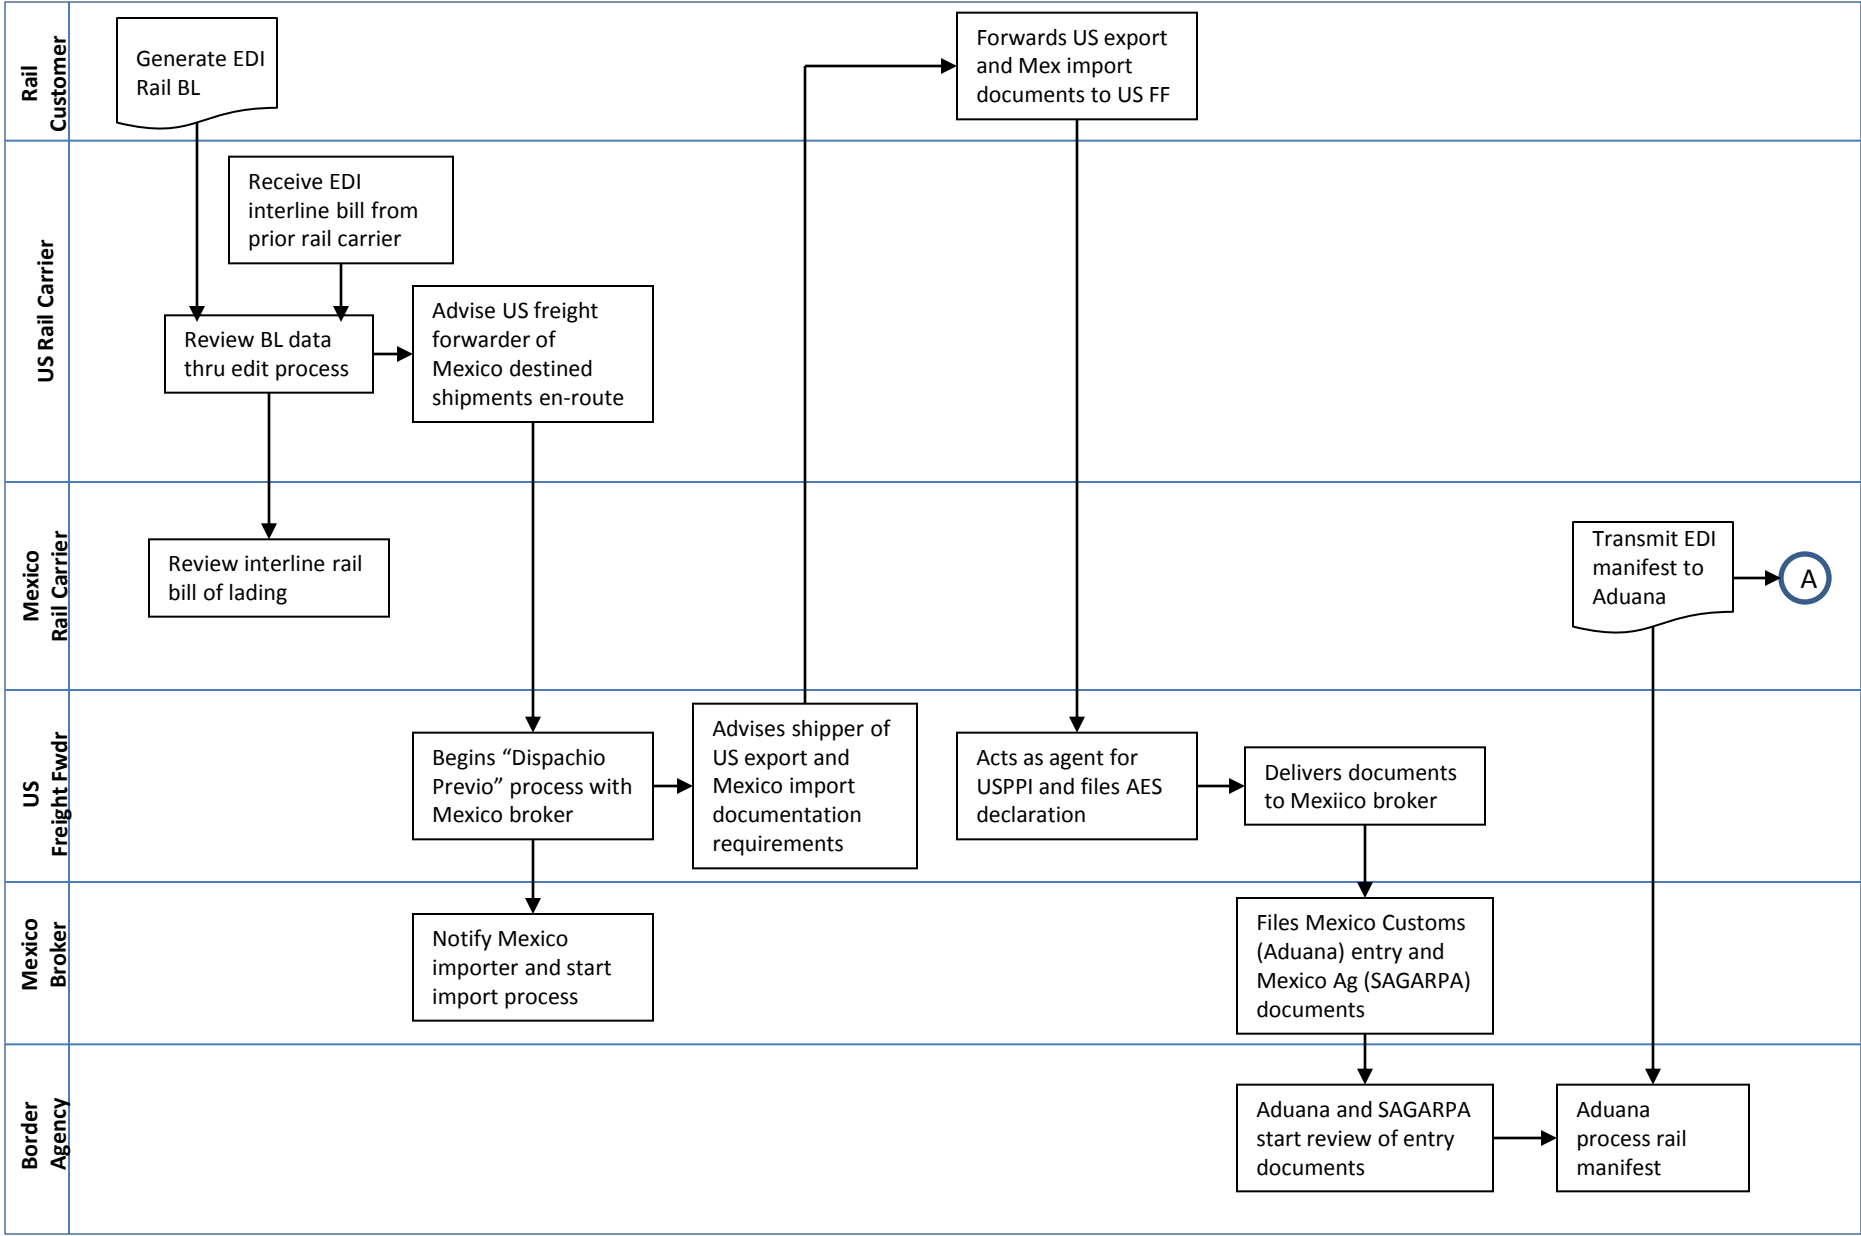 Rail
Customer
Generate EDI
Rail BL
Forwards US export
and Mex import
documents to US FF
US Rail Carrier
Receive EDI
interline bill from
prior rail carrier
Review BL data
thru edit process
Advise US freight
forwarder of
Mexico destined
shipments en-route
Mexico
Rail Carrier
Review interline rail
bill of lading
Transmit EDI
manifest to
Aduana
A
US
Freight Fwdr
Begins “Dispachio
Previo” process with
Mexico broker
Advises shipper of
US export and
Mexico import
documentation
requirements
Acts as agent for
USPPI and files AES
declaration
Delivers documents
to Mexiico broker
Mexico
Broker
Notify Mexico
importer and start
import process
Files Mexico Customs
(Aduana) entry and
Mexico Ag (SAGARPA)
documents
Border
Agency
Aduana and SAGARPA
start review of entry
documents
Aduana
process rail
manifest